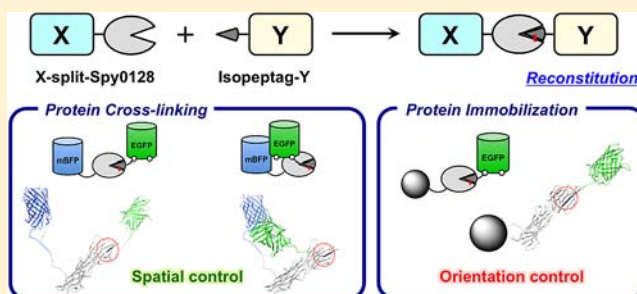 X + Y X Y
X-split-Spy0128 Isopeptag-Y Reconstitution
Protein Cross-linking
mBFP EGFP mBFP EGFP
Spatial control
Protein Immobilization
EGFP
Orientation control